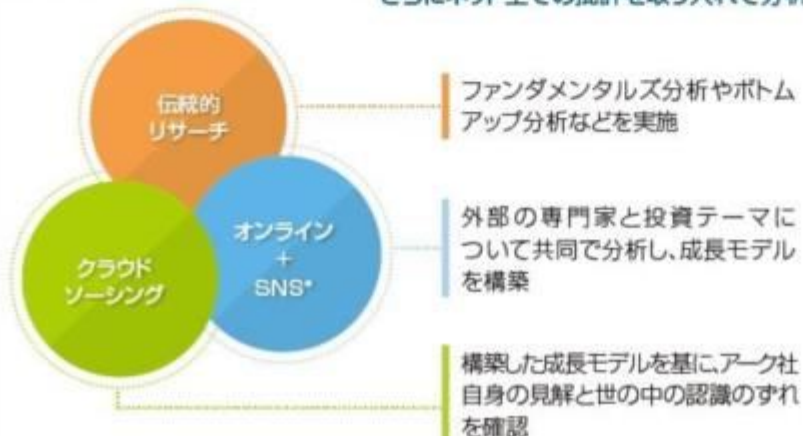 伝統的
リサーチ
ファンダメンタルズ分析やボトム
アップ分析などを実施
オンライン
+
SNS*
外部の専門家と投資テーマに
ついて共同で分析し、成長モデル
を構築
クラウド
ソーシング
構築した成長モデルを基に、アーク社
自身の見解と世の中の認識のずれ
を確認